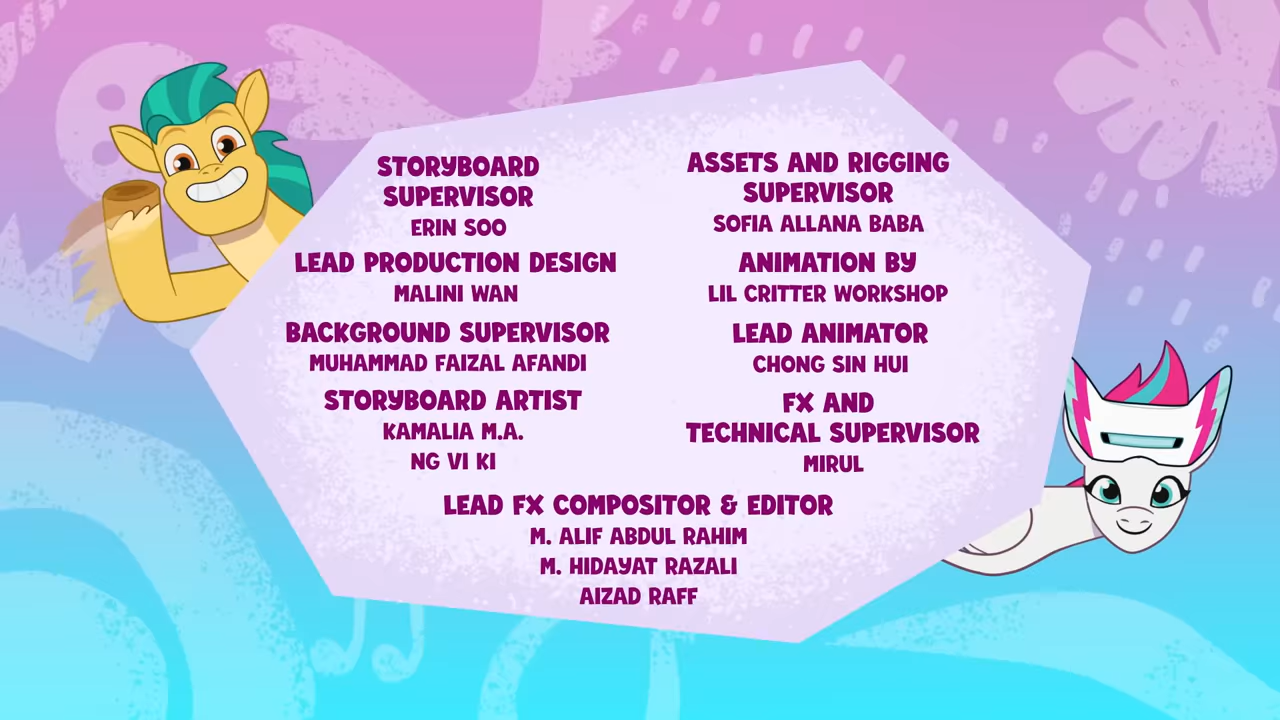 STORYBOARD
SUPERVISOR
ERIN SOO
LEAD PRODUCTION DESIGN
MALINI WAN
BACKGROUND SUPERVISOR
MUHAMMAD FAIZAL AFANDI
STORYBOARD ARTIST
KAMALIA M.A.
NG VI KI
ASSETS AND RIGGING
SUPERVISOR
SOFIA ALLANA BABA
ANIMATION BY
LIL CRITTER WORKSHOP
LEAD ANIMATOR
CHONG SIN HUI
FX AND
TECHNICAL SUPERVISOR
MIRUL
LEAD FX COMPOSITOR & EDITOR
M. ALIF ABDUL RAHIM
M. HIDAYAT RAZALI
AIZAD RAFF